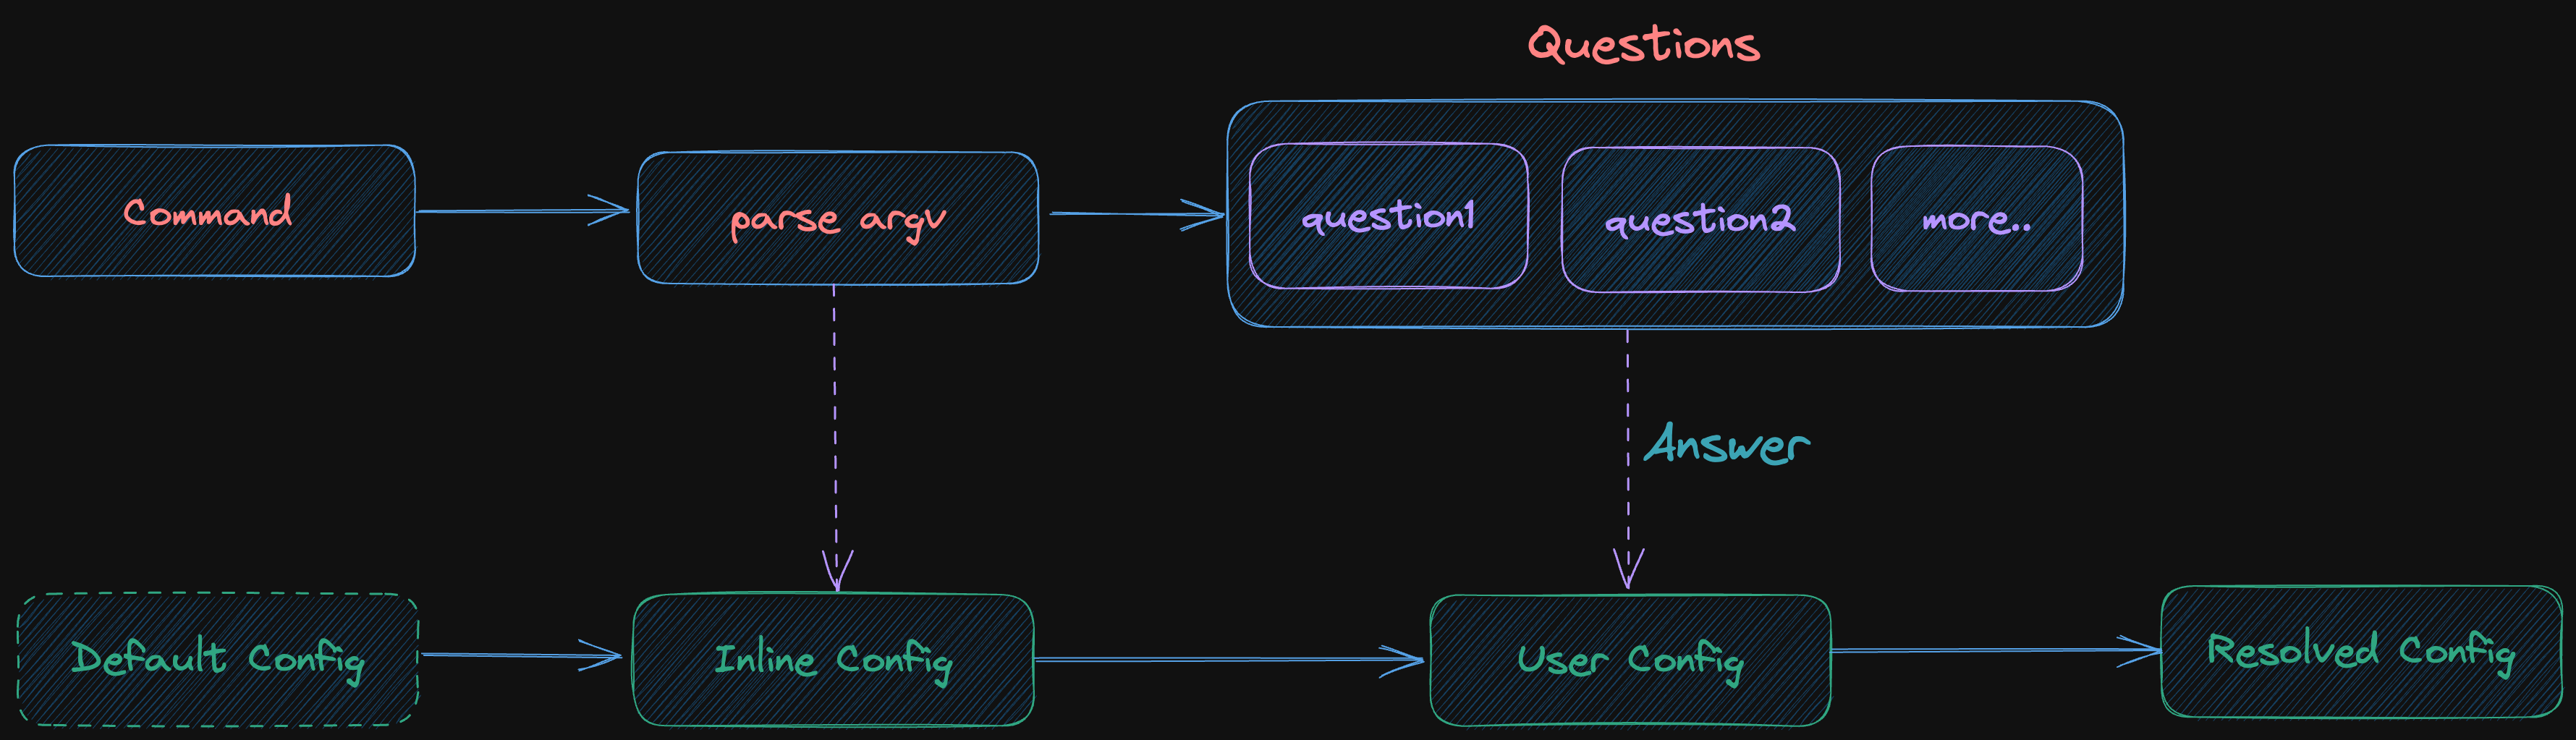 Questions
Command
parse argv
question1
question2
more..
Answer
Default Config
Inline Config
User Config
Resolved Config